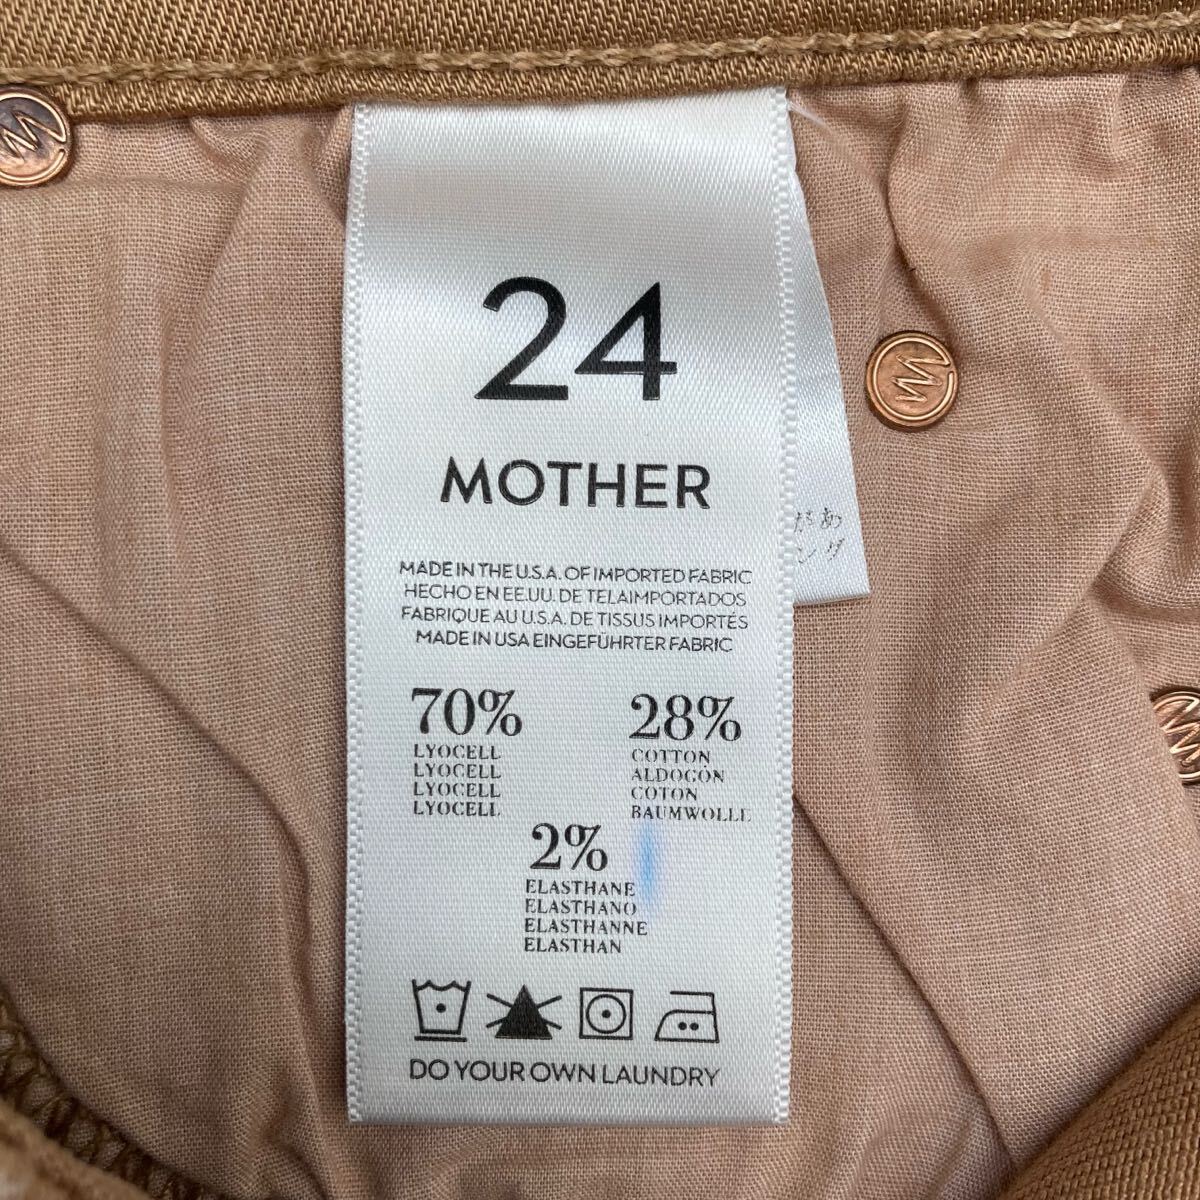 24
MOTHER
MADE IN THE U.S.A. OF IMPORTED FABRIC
HECHO EN EE.UU. DE TELAIMPORTADOS
FABRIQUE AU U.S.A. DE TISSUS IMPORTÉS
MADE IN USA EINGEFÜHRTER FABRIC
70%
LYOCELL
LYOCELL
LYOCELL
LYOCELL
28%
COTTON
ALDOGON
COTON
BAUMWOLLE
2%
ELASTHANE
ELASTHANO
ELASTHANNE
ELASTHAN
DO YOUR OWN LAUNDRY